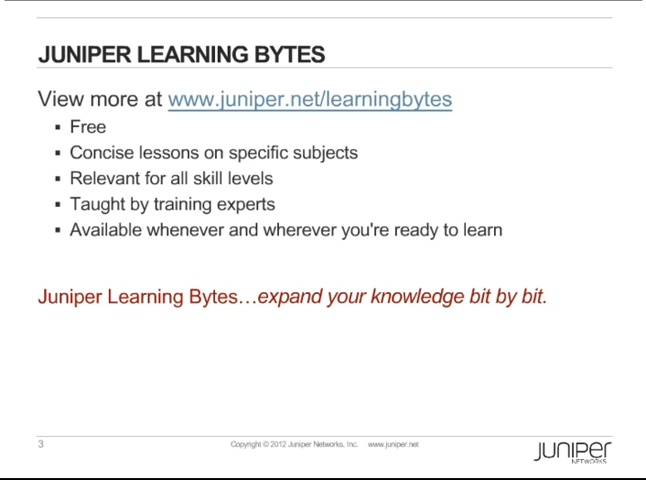 JUNIPER LEARNING BYTES
View more at www.juniper.net/learningbytes
▪ Free
▪ Concise lessons on specific subjects
▪ Relevant for all skill levels
▪ Taught by training experts
▪ Available whenever and wherever you're ready to learn
Juniper Learning Bytes…expand your knowledge bit by bit.
3
Copyright © 2012 Juniper Networks, Inc. www.juniper.net
JUNIPER
NETWORKS